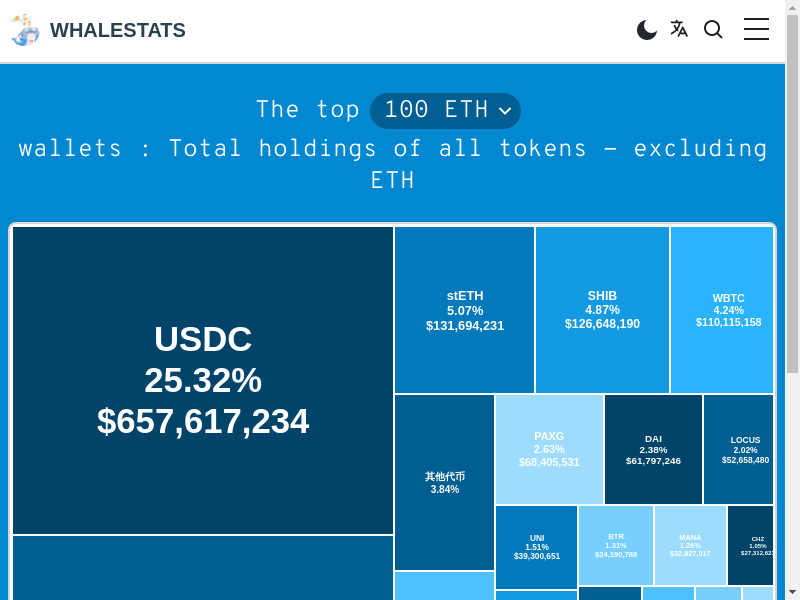 WHALESTATS
The top 100 ETH
wallets : Total holdings of all tokens – excluding
ETH
USDC
25.32%
$657,617,234
stETH
5.07%
$131,694,231
SHIB
4.87%
$126,648,190
WBTC
4.24%
$110,115,158
其他代币
3.84%
PAXG
2.63%
$68,405,531
DAI
2.38%
$61,797,246
LOCUS
2.02%
$52,658,480
UNI
1.51%
$39,300,651
BTR
1.31%
$34,190,788
MANA
1.26%
$32,827,917
CHZ
1.05%